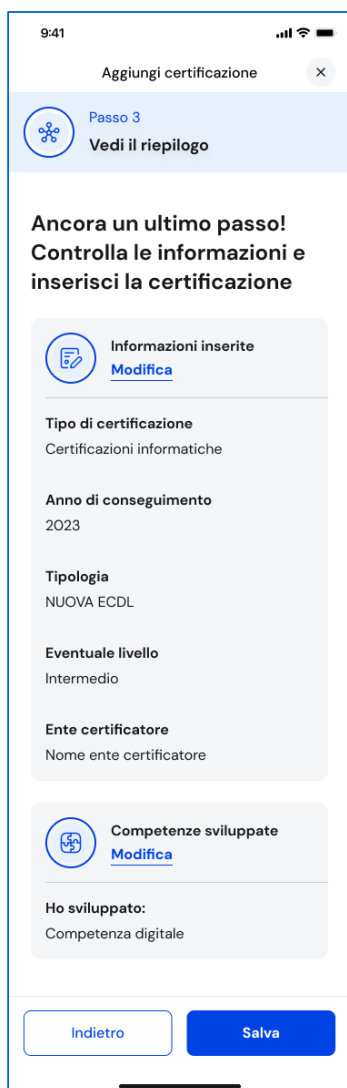 9:41
Aggiungi certificazione
Passo 3
Vedi il riepilogo
Ancora un ultimo passo!
Controlla le informazioni e
inserisci la certificazione
Informazioni inserite
Modifica
Tipo di certificazione
Certificazioni informatiche
Anno di conseguimento
2023
Tipologia
NUOVA ECDL
Eventuale livello
Intermedio
Ente certificatore
Nome ente certificatore
Competenze sviluppate
Modifica
Ho sviluppato:
Competenza digitale
Indietro
Salva